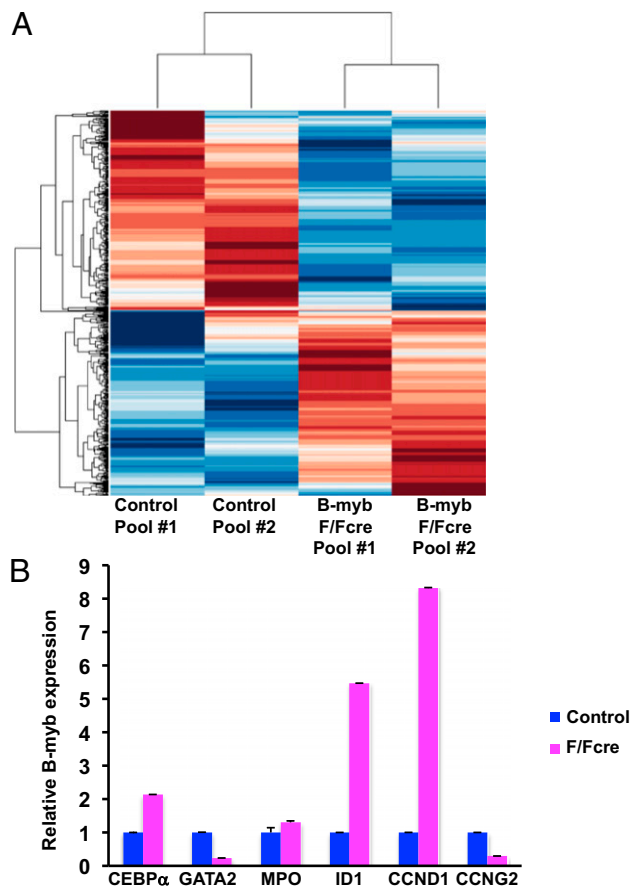 A
Control Pool #1
Control Pool #2
B-myb F/Fcre Pool #1
B-myb F/Fcre Pool #2
B
Relative B-myb expression
9
8
7
6
5
4
3
2
1
0
CEBPα GATA2 MPO ID1 CCND1 CCNG2
Control
F/Fcre